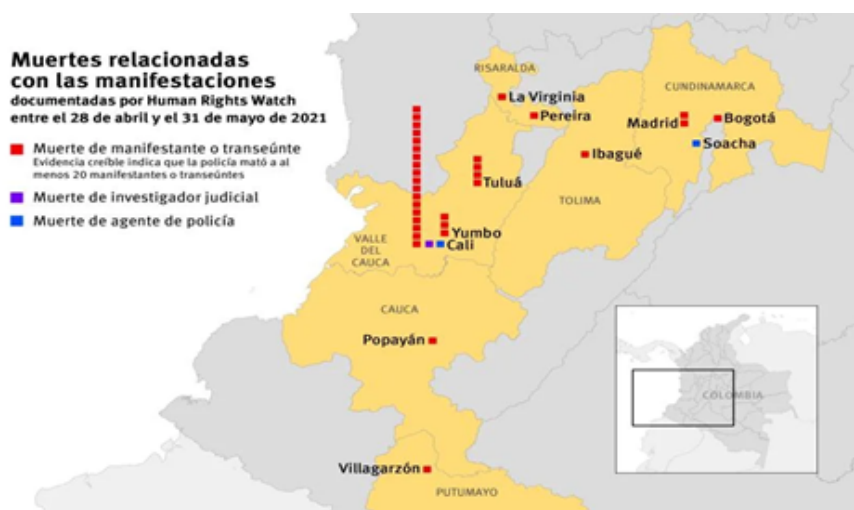 Muertes relacionadas
con las manifestaciones
documentadas por Human Rights Watch
entre el 28 de abril y el 31 de mayo de 2021
Muerte de manifestante o transeúnte
Evidencia creíble indica que la policía mató a al
menos 20 manifestantes o transeúntes
Muerte de investigador judicial
Muerte de agente de policía
RISARALDA
La Virginia
Pereira
CUNDINAMARCA
Madrid
Bogotá
Soacha
Ibagué
TOLIMA
Tuluá
Yumbo
Cali
VALLE
DEL
CAUCA
CAUCA
Popayán
Villagarzón
PUTUMAYO
COLOMBIA